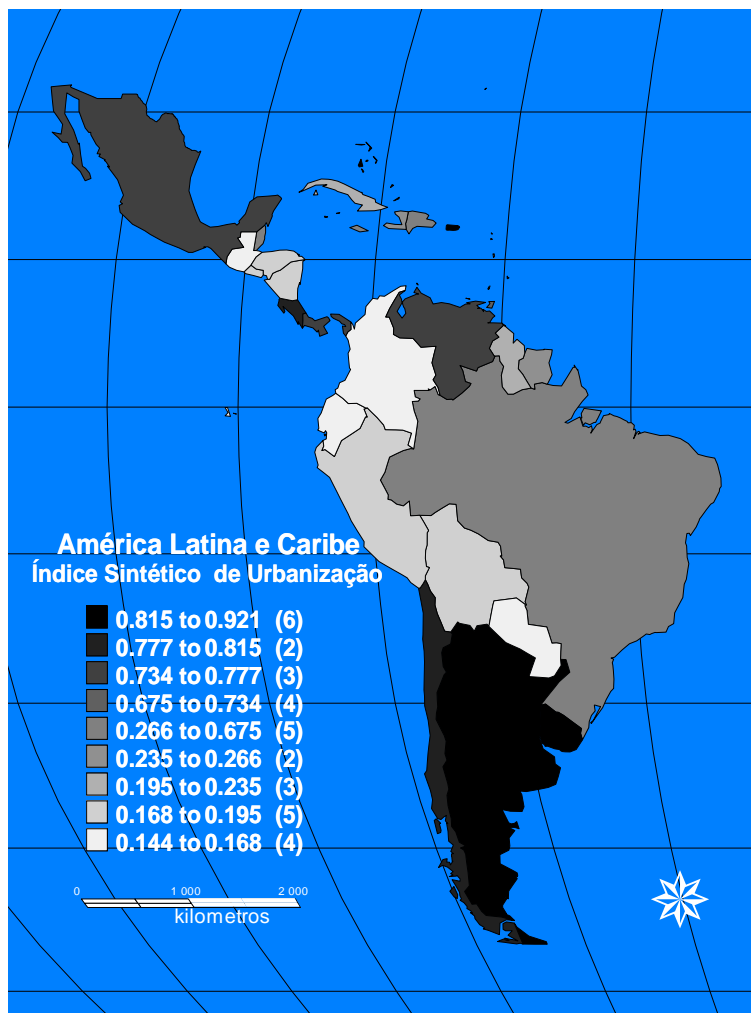 América Latina e Caribe
Índice Sintético de Urbanização
0.815 to 0.921 (6)
0.777 to 0.815 (2)
0.734 to 0.777 (3)
0.675 to 0.734 (4)
0.266 to 0.675 (5)
0.235 to 0.266 (2)
0.195 to 0.235 (3)
0.168 to 0.195 (5)
0.144 to 0.168 (4)
0 1 000 2 000
kilometros